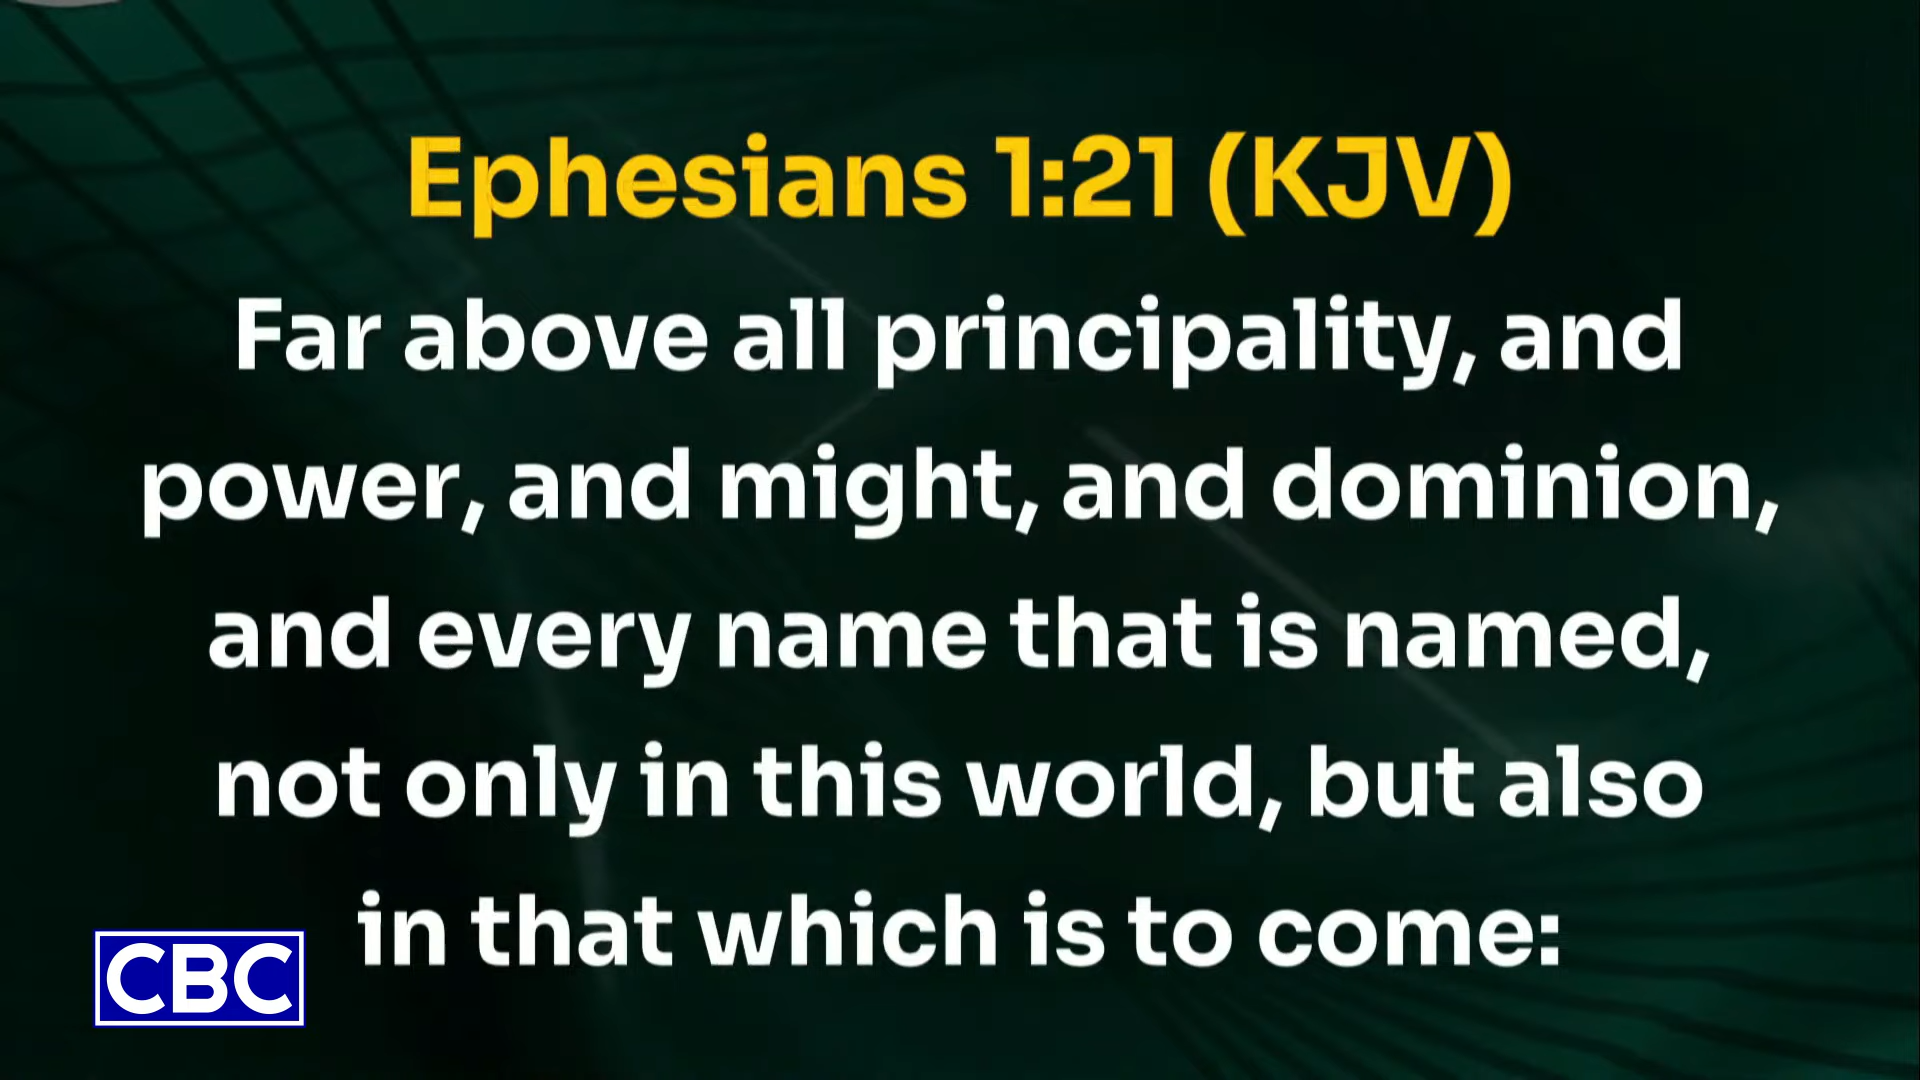 Ephesians 1:21 (KJV)
Far above all principality, and
power, and might, and dominion,
and every name that is named,
not only in this world, but also
in that which is to come:
CBC